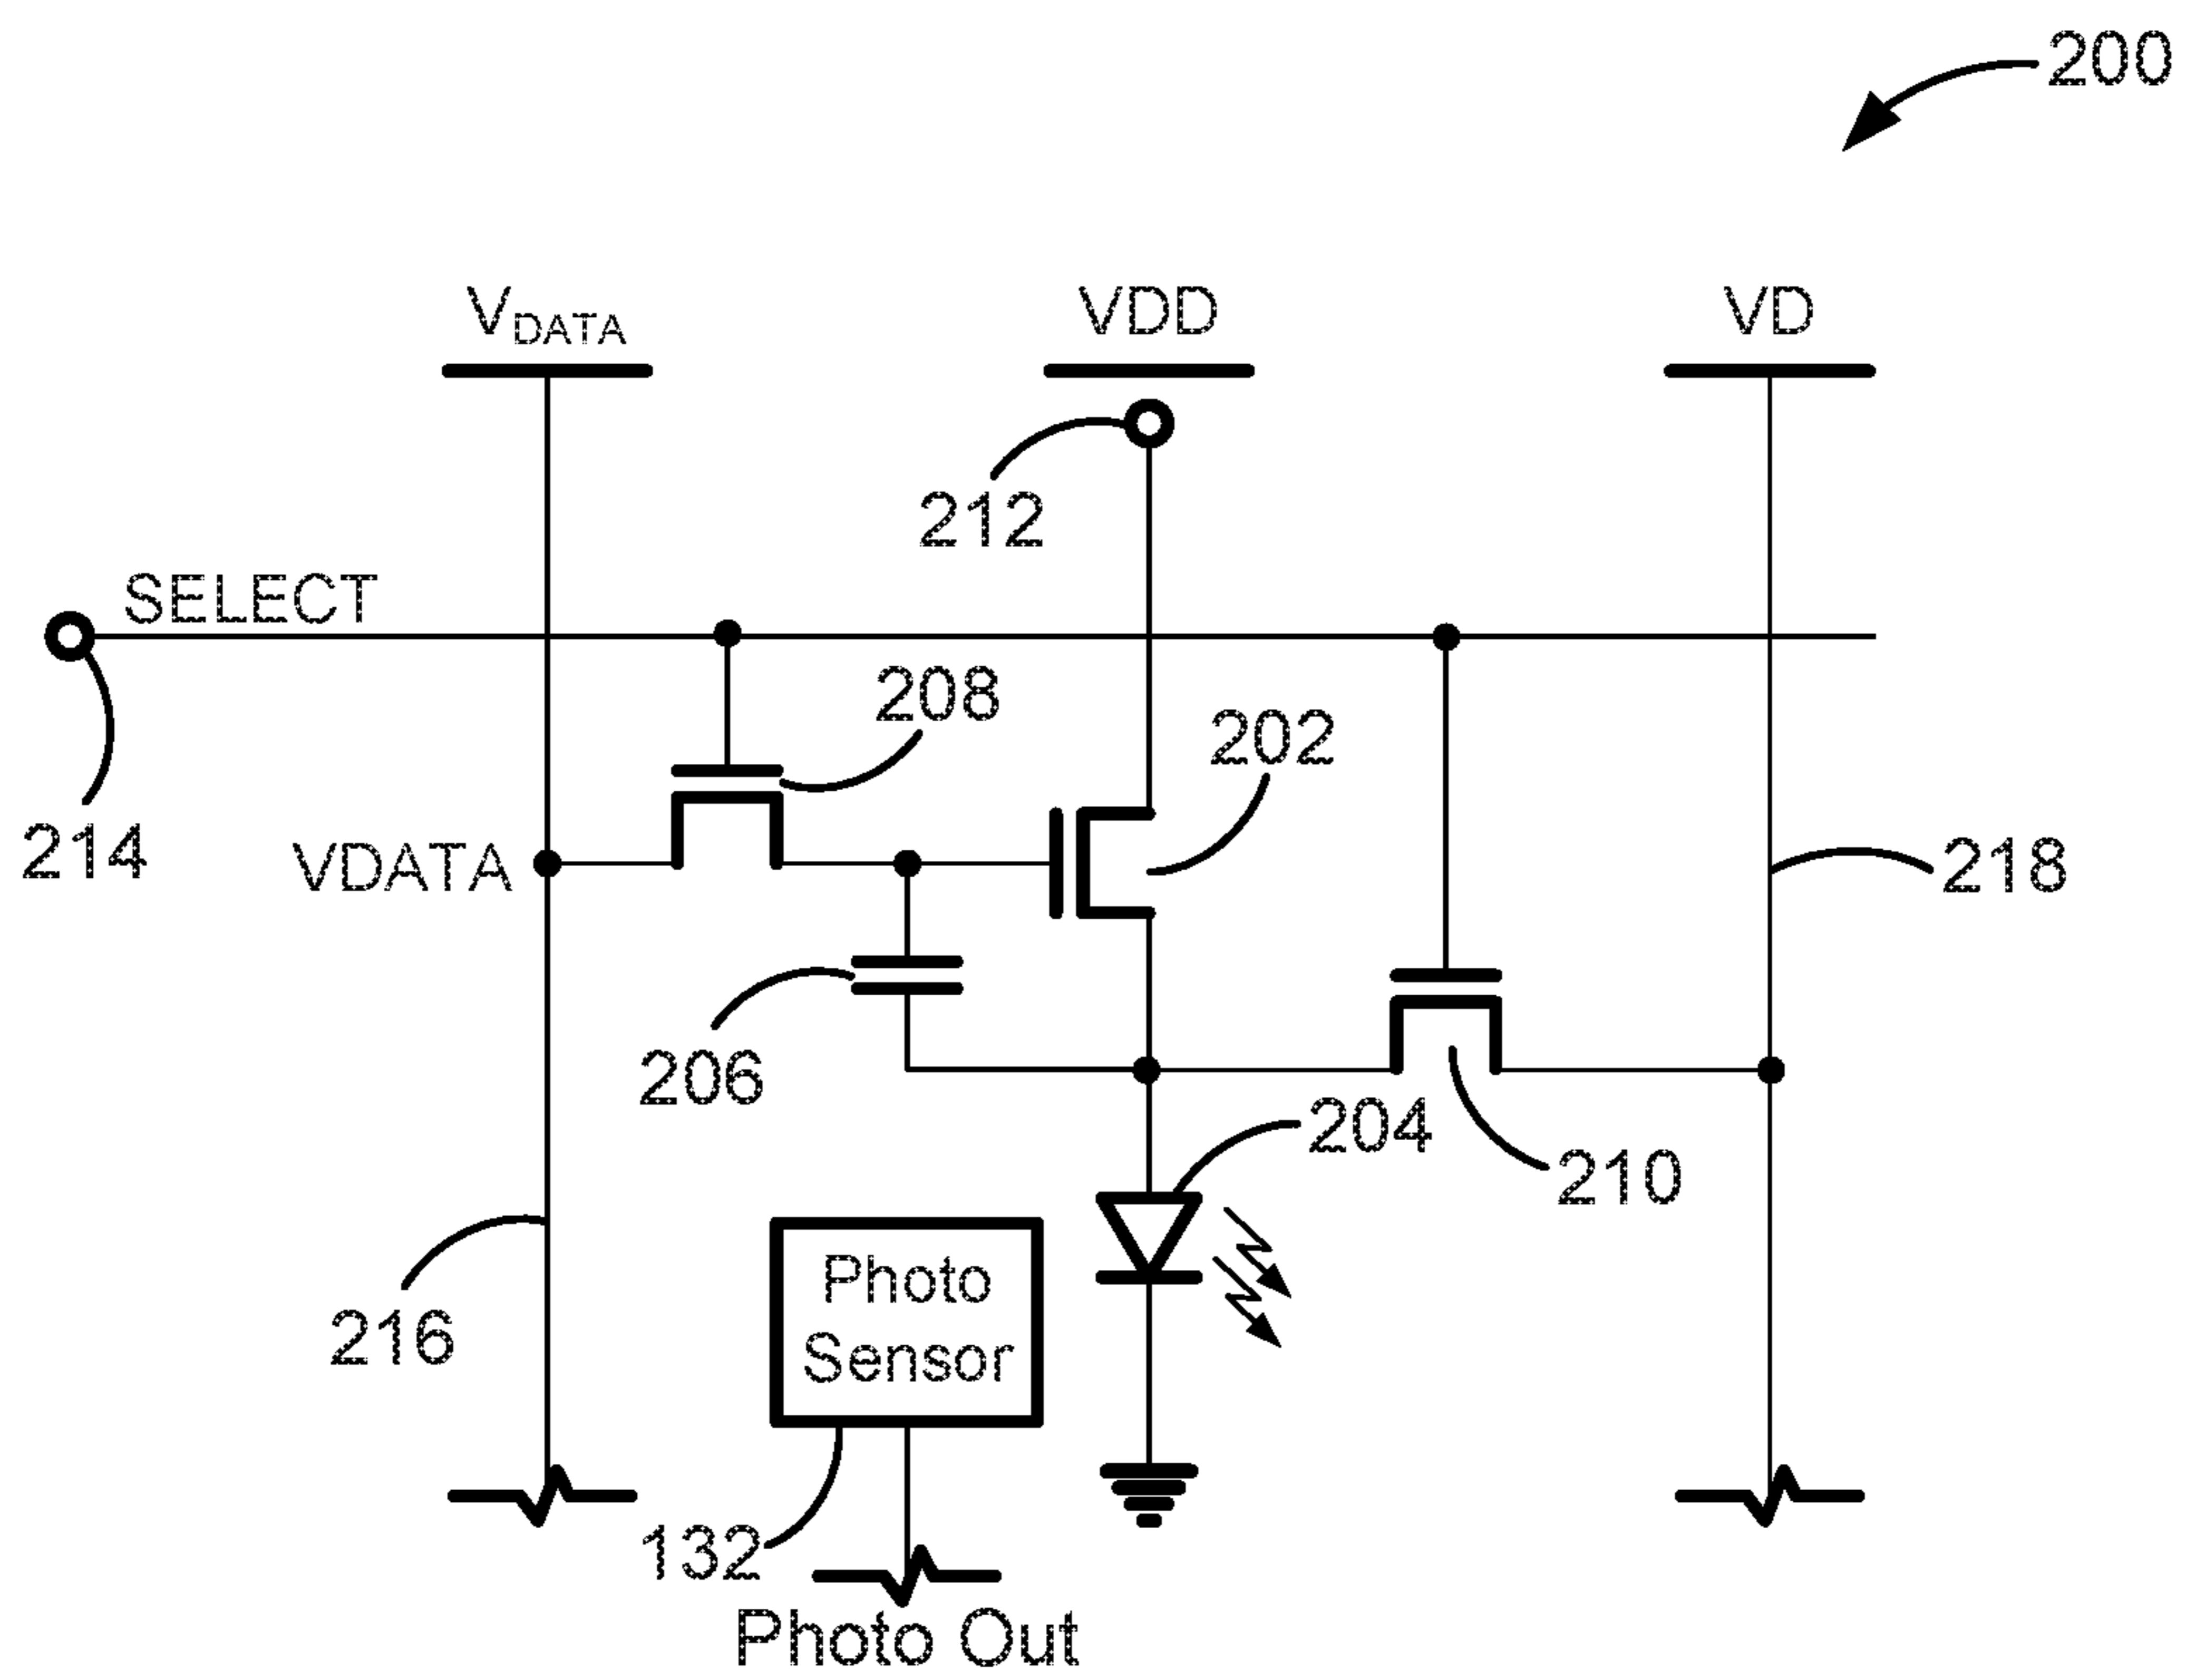 200
VDATA
VDD
VD
212
SELECT
208
202
214
VDATA
218
206
204
210
Photo
Sensor
216
132
Photo Out